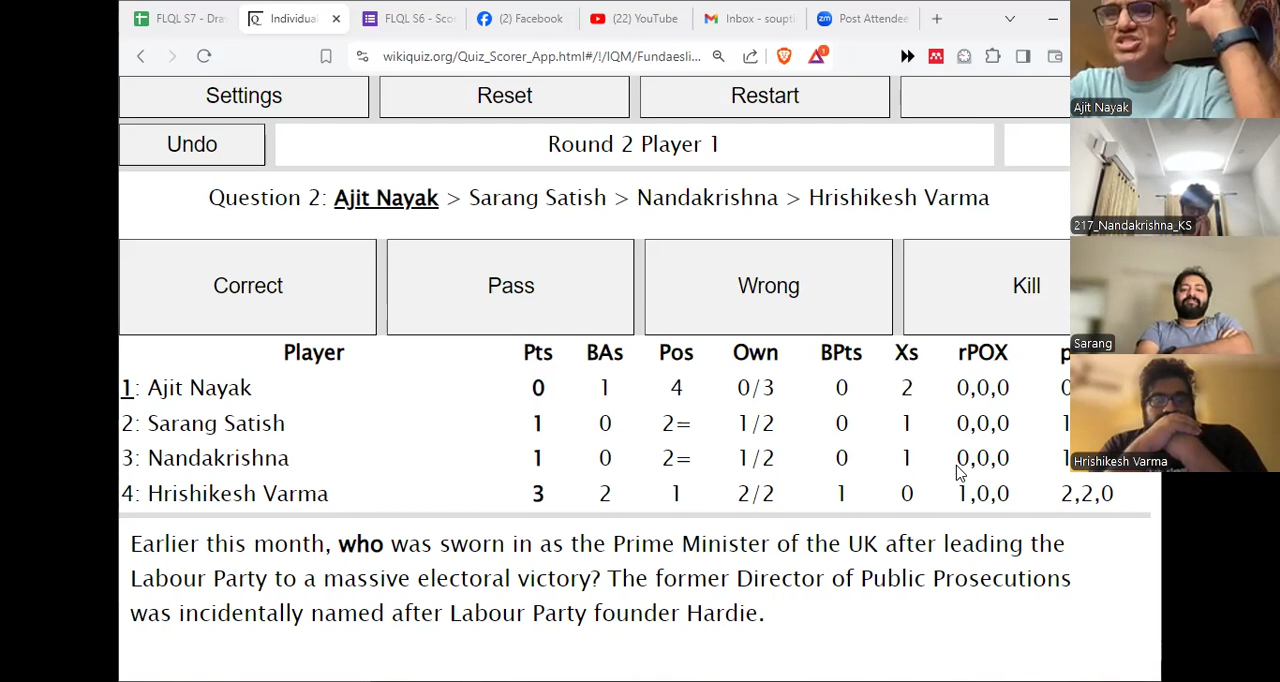 FLQL S7 - Dra
Individual
FLQL S6 - Sco
(2) Facebook
(22) YouTube
Inbox - soupti
Post Attendee
wikiquiz.org/Quiz_Scorer_App.html#/!/IQM/Fundaesli...
Settings
Reset
Restart
Undo
Round 2 Player 1
Question 2: Ajit Nayak > Sarang Satish > Nandakrishna > Hrishikesh Varma
Correct
Pass
Wrong
Kill
Player Pts BAs Pos Own BPts Xs rPOX p
1: Ajit Nayak 0 1 4 0/3 0 2 0,0,0 0
2: Sarang Satish 1 0 2= 1/2 0 1 0,0,0 1
3: Nandakrishna 1 0 2= 1/2 0 1 0,0,0 1
4: Hrishikesh Varma 3 2 1 2/2 1 0 1,0,0 2,2,0
Earlier this month, who was sworn in as the Prime Minister of the UK after leading the
Labour Party to a massive electoral victory? The former Director of Public Prosecutions
was incidentally named after Labour Party founder Hardie.
Ajit Nayak
217_Nandakrishna_KS
Sarang
Hrishikesh Varma